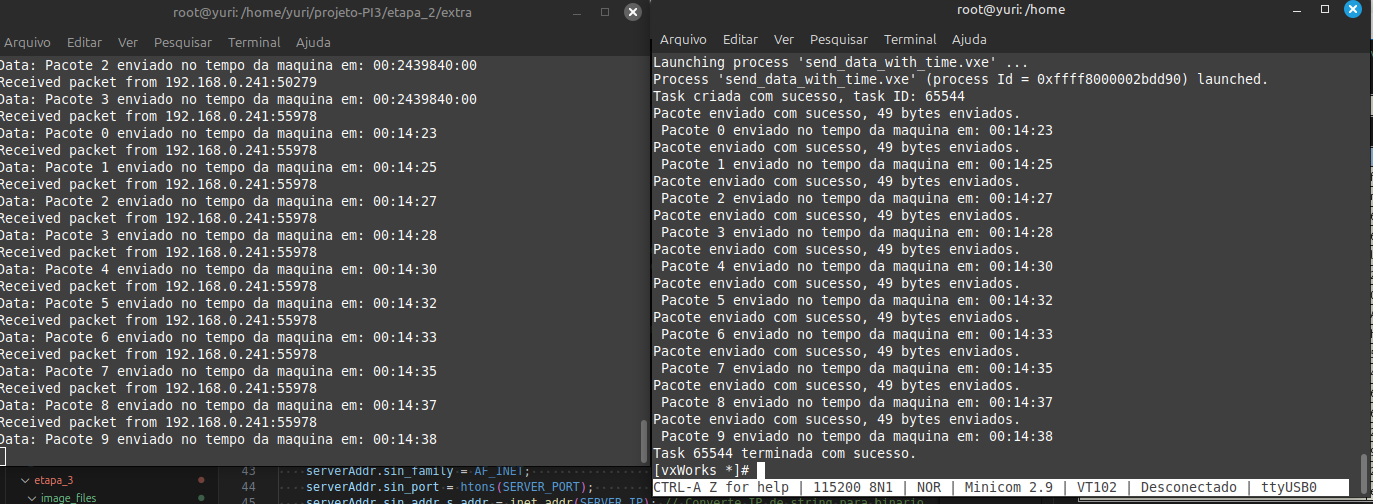 root@yuri: /home/yuri/projeto-PI3/etapa_2/extra
Arquivo Editar Ver Pesquisar Terminal Ajuda
Data: Pacote 2 enviado no tempo da maquina em: 00:2439840:00
Received packet from 192.168.0.241:50279
Data: Pacote 3 enviado no tempo da maquina em: 00:2439840:00
Received packet from 192.168.0.241:55978
Data: Pacote 0 enviado no tempo da maquina em: 00:14:23
Received packet from 192.168.0.241:55978
Data: Pacote 1 enviado no tempo da maquina em: 00:14:25
Received packet from 192.168.0.241:55978
Data: Pacote 2 enviado no tempo da maquina em: 00:14:27
Received packet from 192.168.0.241:55978
Data: Pacote 3 enviado no tempo da maquina em: 00:14:28
Received packet from 192.168.0.241:55978
Data: Pacote 4 enviado no tempo da maquina em: 00:14:30
Received packet from 192.168.0.241:55978
Data: Pacote 5 enviado no tempo da maquina em: 00:14:32
Received packet from 192.168.0.241:55978
Data: Pacote 6 enviado no tempo da maquina em: 00:14:33
Received packet from 192.168.0.241:55978
Data: Pacote 7 enviado no tempo da maquina em: 00:14:35
Received packet from 192.168.0.241:55978
Data: Pacote 8 enviado no tempo da maquina em: 00:14:37
Received packet from 192.168.0.241:55978
Data: Pacote 9 enviado no tempo da maquina em: 00:14:38
root@yuri: /home
Arquivo Editar Ver Pesquisar Terminal Ajuda
Launching process 'send_data_with_time.vxe' ...
Process 'send_data_with_time.vxe' (process Id = 0xffff8000002bdd90) launched.
Task criada com sucesso, task ID: 65544
Pacote enviado com sucesso, 49 bytes enviados.
Pacote 0 enviado no tempo da maquina em: 00:14:23
Pacote enviado com sucesso, 49 bytes enviados.
Pacote 1 enviado no tempo da maquina em: 00:14:25
Pacote enviado com sucesso, 49 bytes enviados.
Pacote 2 enviado no tempo da maquina em: 00:14:27
Pacote enviado com sucesso, 49 bytes enviados.
Pacote 3 enviado no tempo da maquina em: 00:14:28
Pacote enviado com sucesso, 49 bytes enviados.
Pacote 4 enviado no tempo da maquina em: 00:14:30
Pacote enviado com sucesso, 49 bytes enviados.
Pacote 5 enviado no tempo da maquina em: 00:14:32
Pacote enviado com sucesso, 49 bytes enviados.
Pacote 6 enviado no tempo da maquina em: 00:14:33
Pacote enviado com sucesso, 49 bytes enviados.
Pacote 7 enviado no tempo da maquina em: 00:14:35
Pacote enviado com sucesso, 49 bytes enviados.
Pacote 8 enviado no tempo da maquina em: 00:14:37
Pacote enviado com sucesso, 49 bytes enviados.
Pacote 9 enviado no tempo da maquina em: 00:14:38
Task 65544 terminada com sucesso.
[vxWorks *]#
CTRL-A Z for help | 115200 8N1 | NOR | Minicom 2.9 | VT102 | Desconectado | ttyUSB0
etapa_3
image_files
43 serverAddr.sin_family = AF_INET;
44 serverAddr.sin_port = htons(SERVER_PORT);
45 serverAddr.sin_addr.s_addr = inet_addr(SERVER_IP); // Converte IP de string para binario